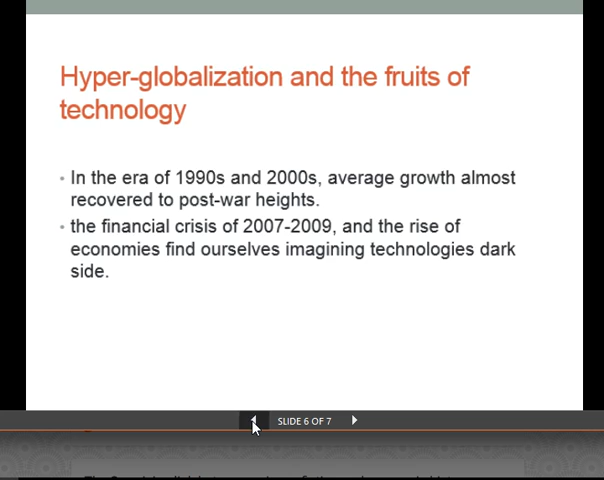 Hyper-globalization and the fruits of
technology
• In the era of 1990s and 2000s, average growth almost
recovered to post-war heights.
• the financial crisis of 2007-2009, and the rise of
economies find ourselves imagining technologies dark
side.
SLIDE 6 OF 7